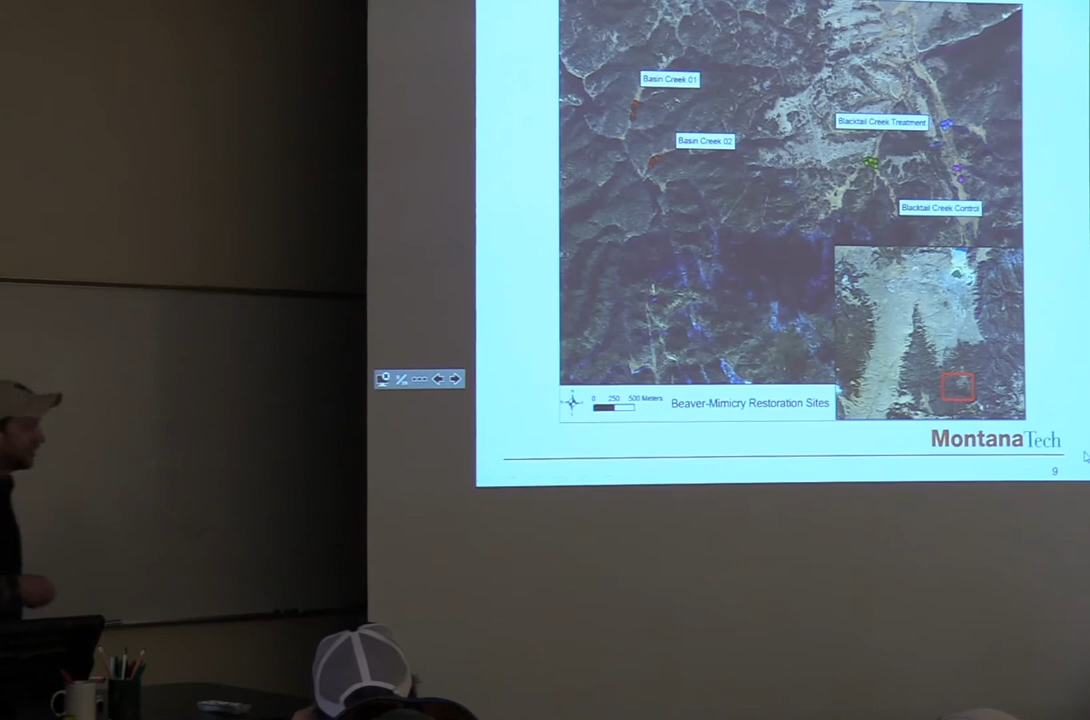 Basin Creek 01
Blacktail Creek Treatment
Basin Creek 02
Blacktail Creek Control
0 250 500 Meters
Beaver-Mimicry Restoration Sites
MontanaTech
9